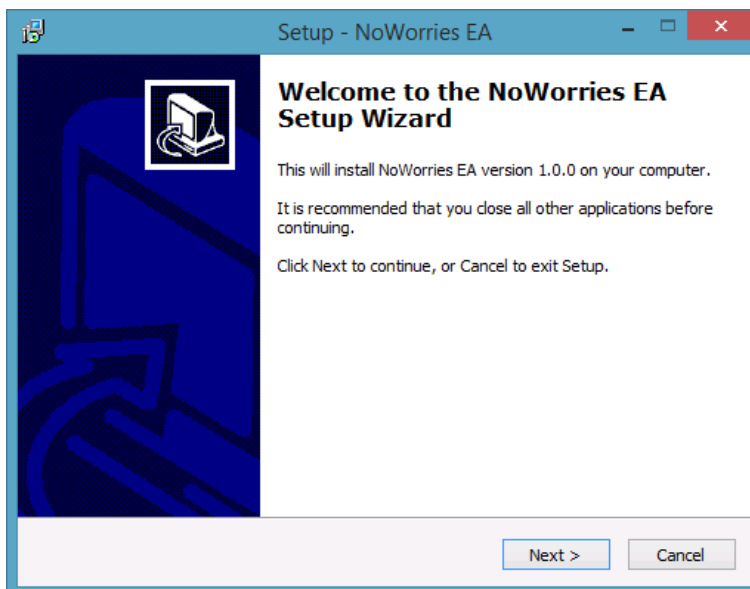 Setup - NoWorries EA
Welcome to the NoWorries EA
Setup Wizard
This will install NoWorries EA version 1.0.0 on your computer.
It is recommended that you close all other applications before
continuing.
Click Next to continue, or Cancel to exit Setup.
Next >
Cancel